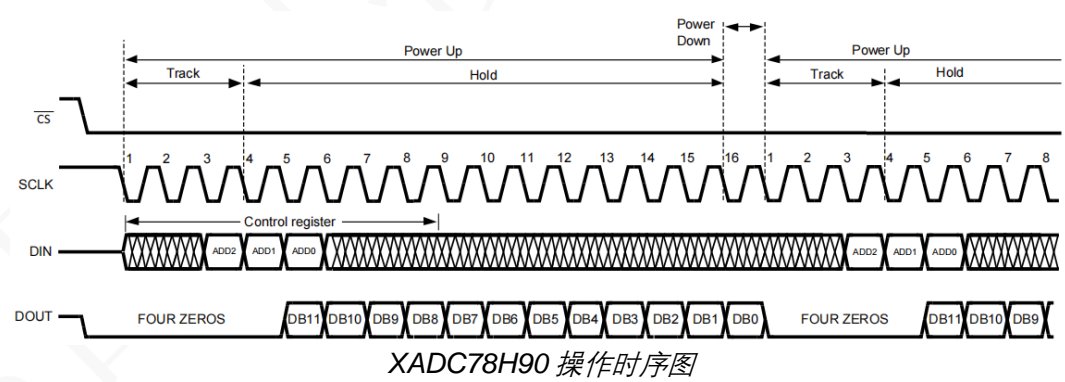 Power Down
Power Up
Power Up
Track
Hold
Track
Hold
CS
1 2 3 4 5 6 7 8 9 10 11 12 13 14 15 16 1 2 3 4 5 6 7 8
SCLK
Control register
DIN
ADD2 ADD1 ADD0 ADD2 ADD1 ADD0
DOUT
FOUR ZEROS DB11 DB10 DB9 DB8 DB7 DB6 DB5 DB4 DB3 DB2 DB1 DB0 FOUR ZEROS DB11 DB10 DB9
XADC78H90 操作时序图